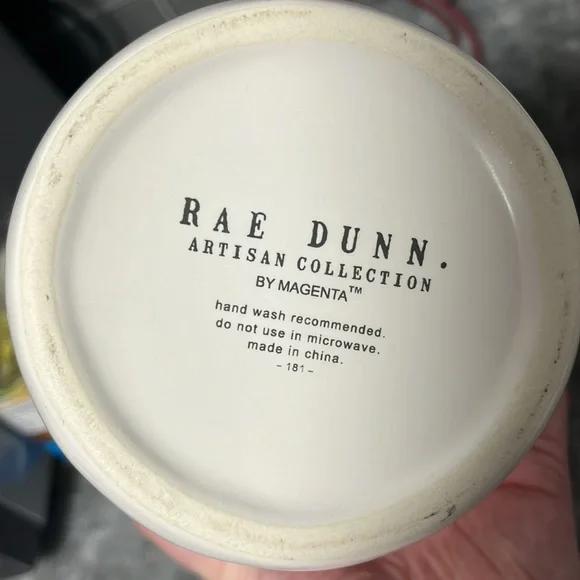 RAE DUNN.
ARTISAN COLLECTION
BY MAGENTA™
hand wash recommended.
do not use in microwave.
made in china.
– 181 –